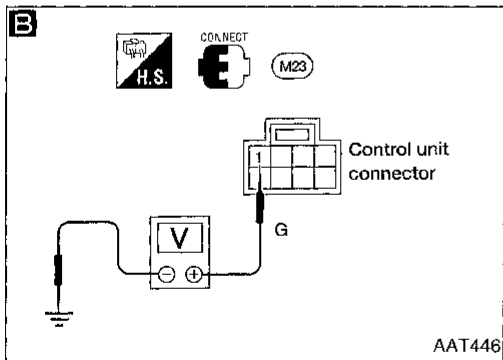 B
H.S.
CONNECT
M23
1
Control unit
connector
G
V
AAT446